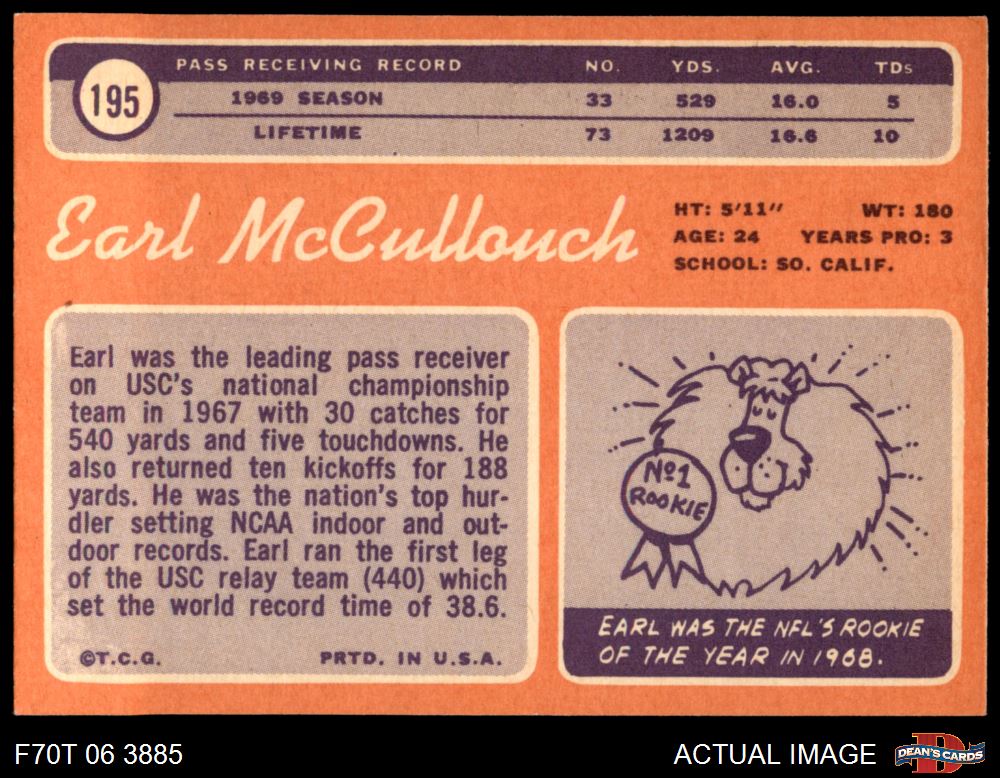 195
PASS RECEIVING RECORD NO. YDS. AVG. TDs
1969 SEASON 33 529 16.0 5
LIFETIME 73 1209 16.6 10
Earl McCullouch
HT: 5'11" WT: 180
AGE: 24 YEARS PRO: 3
SCHOOL: SO. CALIF.
Earl was the leading pass receiver
on USC's national championship
team in 1967 with 30 catches for
540 yards and five touchdowns. He
also returned ten kickoffs for 188
yards. He was the nation's top hur-
dler setting NCAA indoor and out-
door records. Earl ran the first leg
of the USC relay team (440) which
set the world record time of 38.6.
©T.C.G. PRTD. IN U.S.A.
Nº1
ROOKIE
EARL WAS THE NFL'S ROOKIE
OF THE YEAR IN 1968.
F70T 06 3885
ACTUAL IMAGE
D
DEAN'S CARDS